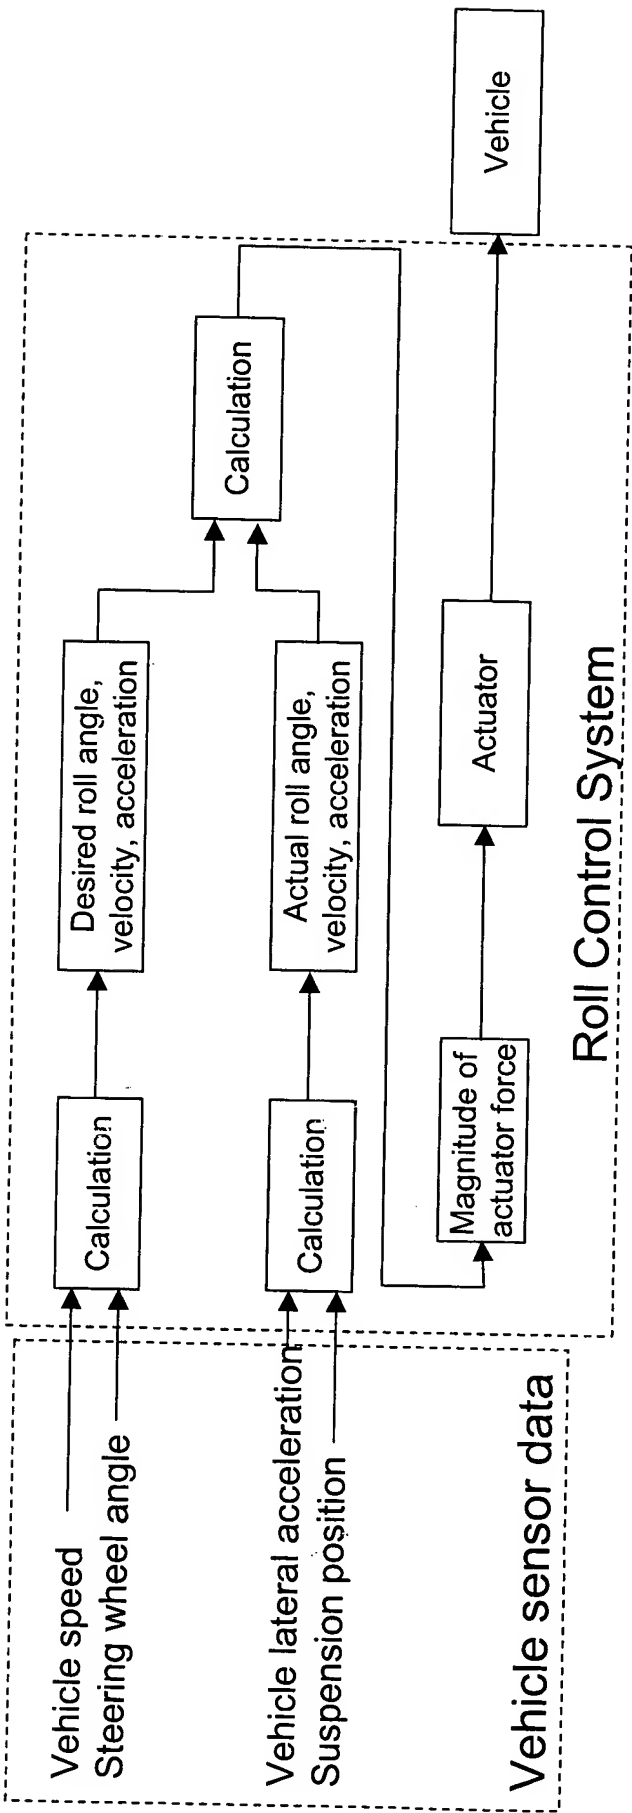 Vehicle speed
Steering wheel angle
Vehicle lateral acceleration
Suspension position
Vehicle sensor data
Calculation
Desired roll angle,
velocity, acceleration
Calculation
Actual roll angle,
velocity, acceleration
Calculation
Magnitude of
actuator force
Actuator
Roll Control System
Vehicle